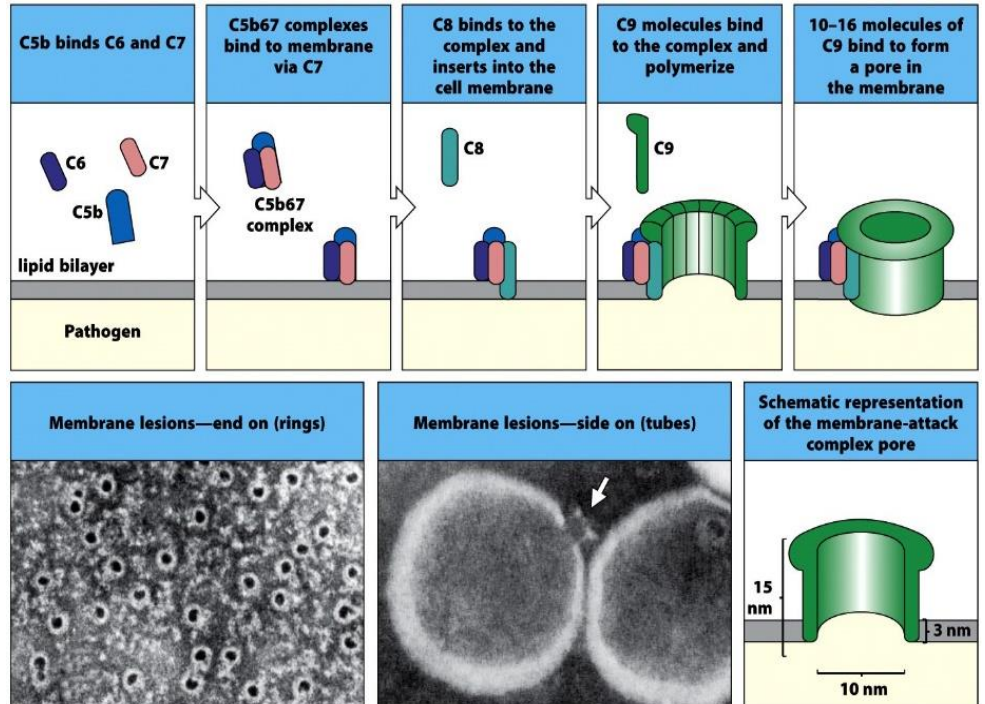 C5b binds C6 and C7
C5b67 complexes
bind to membrane
via C7
C8 binds to the
complex and
inserts into the
cell membrane
C9 molecules bind
to the complex and
polymerize
10–16 molecules of
C9 bind to form
a pore in
the membrane
C6
C7
C5b
lipid bilayer
Pathogen
C5b67
complex
C8
C9
Membrane lesions—end on (rings)
Membrane lesions—side on (tubes)
Schematic representation
of the membrane-attack
complex pore
15
nm
3 nm
10 nm